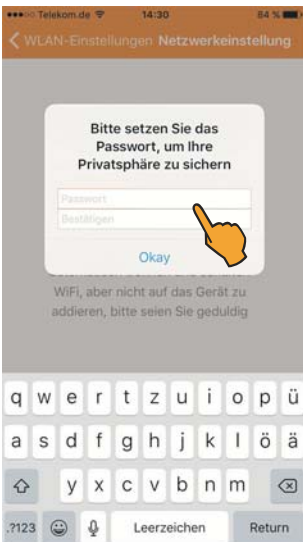 Telekom.de 14:30 84 %
WLAN-Einstellungen Netzwerkeinstellung
Bitte setzen Sie das
Passwort, um Ihre
Privatsphäre zu sichern
Passwort
Bestätigen
Okay
WiFi, aber nicht auf das Gerät zu
addieren, bitte seien Sie geduldig
q w e r t z u i o p ü
a s d f g h j k l ö ä
y x c v b n m
.?123 Leerzeichen Return